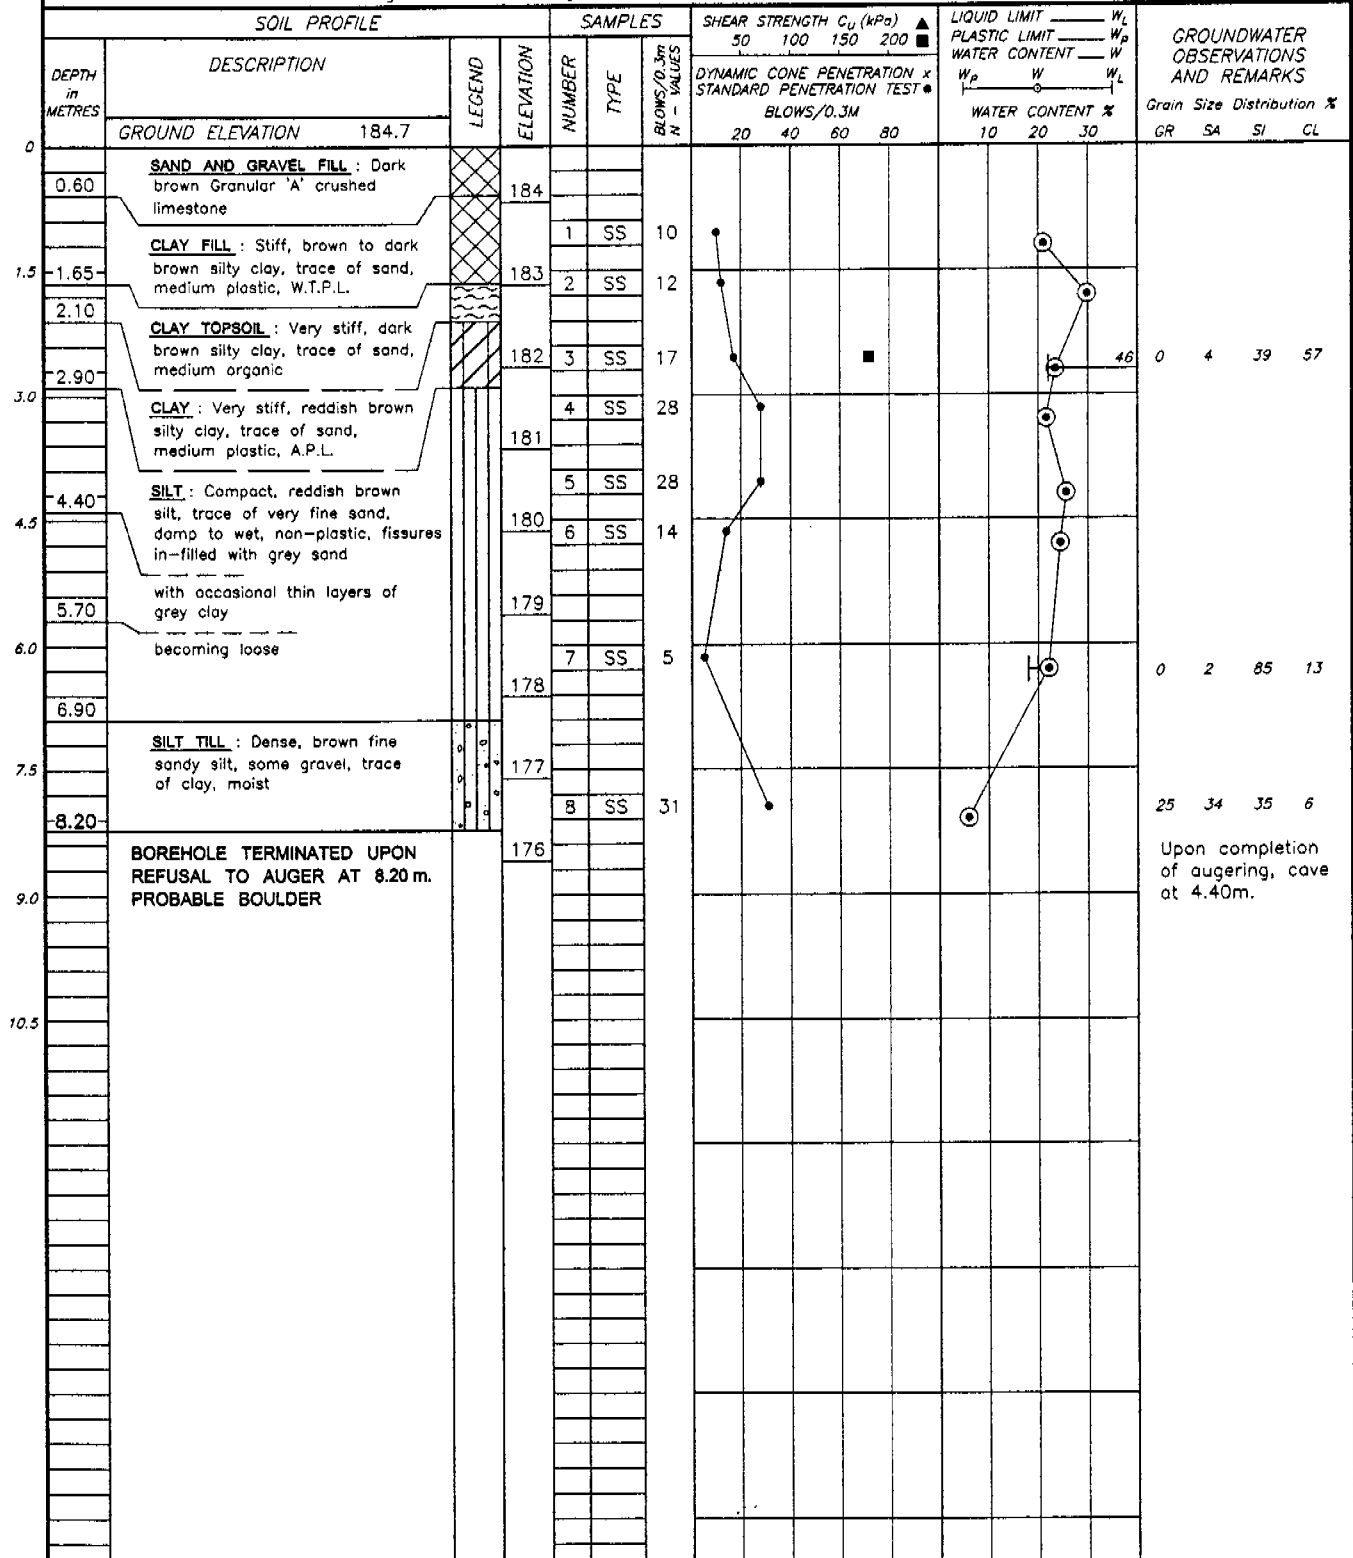 SOIL PROFILE
SAMPLES
DEPTH
in
METRES
DESCRIPTION
LEGEND
ELEVATION
NUMBER
TYPE
BLOWS/0.3m
N - VALUES
SHEAR STRENGTH CU (kPa) ▲
50 100 150 200 ■
DYNAMIC CONE PENETRATION x
STANDARD PENETRATION TEST ●
BLOWS/0.3M
20 40 60 80
LIQUID LIMIT WL
PLASTIC LIMIT WP
WATER CONTENT W
WP W WL
WATER CONTENT %
10 20 30
GROUNDWATER
OBSERVATIONS
AND REMARKS
Grain Size Distribution %
GR SA SI CL
GROUND ELEVATION 184.7
0
SAND AND GRAVEL FILL : Dark
brown Granular 'A' crushed
limestone
0.60
184
CLAY FILL : Stiff, brown to dark
brown silty clay, trace of sand,
medium plastic, W.T.P.L.
1 SS 10
1.5
1.65
183
2 SS 12
2.10
CLAY TOPSOIL : Very stiff, dark
brown silty clay, trace of sand,
medium organic
182
3 SS 17
46
0 4 39 57
2.90
3.0
CLAY : Very stiff, reddish brown
silty clay, trace of sand,
medium plastic, A.P.L.
4 SS 28
181
5 SS 28
4.40
4.5
SILT : Compact, reddish brown
silt, trace of very fine sand,
damp to wet, non-plastic, fissures
in-filled with grey sand
180
6 SS 14
with occasional thin layers of
grey clay
179
5.70
6.0
becoming loose
7 SS 5
0 2 85 13
178
6.90
SILT TILL : Dense, brown fine
sandy silt, some gravel, trace
of clay, moist
7.5
177
8 SS 31
25 34 35 6
8.20
176
BOREHOLE TERMINATED UPON
REFUSAL TO AUGER AT 8.20 m.
PROBABLE BOULDER
Upon completion
of augering, cave
at 4.40m.
9.0
10.5